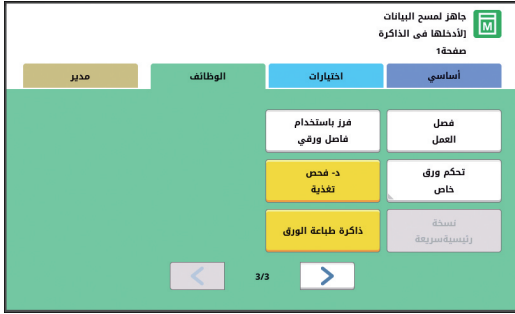 جاهز لمسح البيانات
لأدخلها فى الذاكرة
صفحة1
M
أساسي
اختيارات
الوظائف
مدير
فصل
العمل
فرز باستخدام
فاصل ورقي
تحكم ورق
خاص
د- فحص
تغذية
نسخة
رئيسيةسريعة
ذاكرة طباعة الورق
3/3